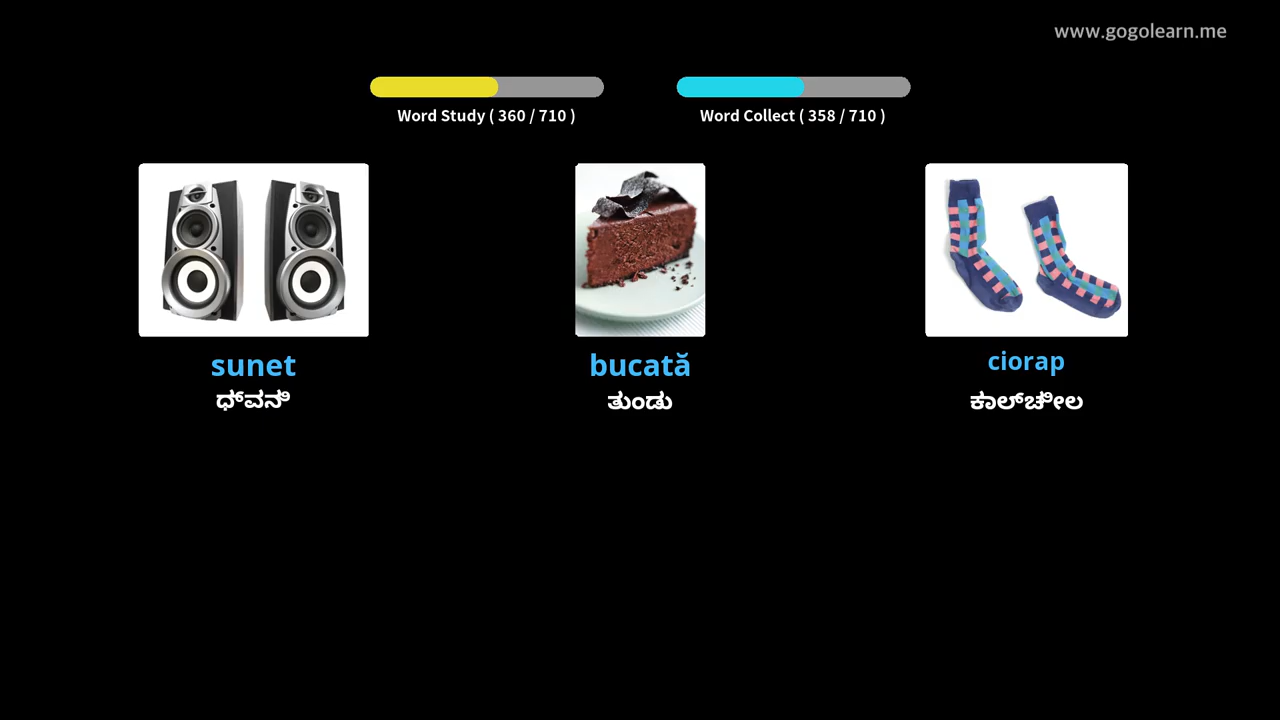 www.gogolearn.me
Word Study ( 360 / 710 )
Word Collect ( 358 / 710 )
sunet
bucată
ciorap
ಧ್ವನಿ
ತುಂಡು
ಕಾಲ್ಚೀಲ